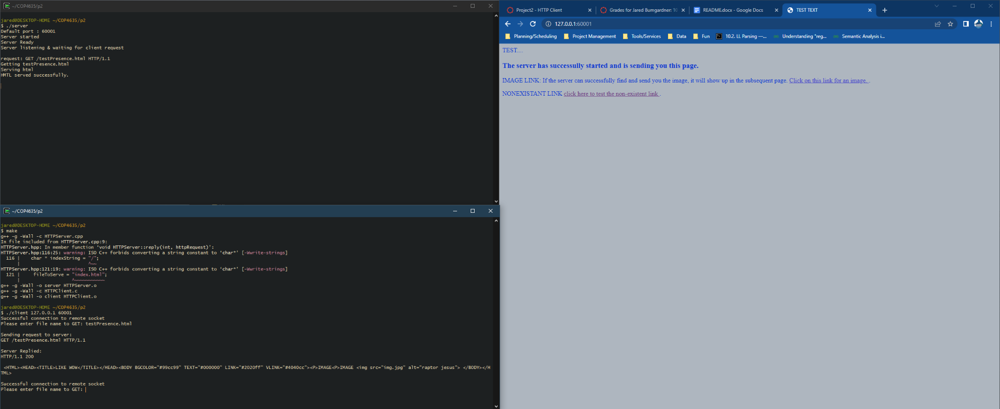 ~/COP4635/p2
jared@DESKTOP-HOME ~/COP4635/p2
$ ./server
Default port : 60001
Server started
Server Ready
Server listening & waiting for client request
request: GET /testPresence.html HTTP/1.1
Getting testPresence.html
Serving html
HMTL served successfully.
~/COP4635/p2
jared@DESKTOP-HOME ~/COP4635/p2
$ make
g++ -g -Wall -c HTTPServer.cpp
In file included from HTTPServer.cpp:9:
HTTPServer.hpp: In member function ‘void HTTPServer::reply(int, httpRequest)’:
HTTPServer.hpp:116:25: warning: ISO C++ forbids converting a string constant to ‘char*’ [-Wwrite-strings]
116 |    char * indexString = "/";
|                         ^~~
HTTPServer.hpp:121:19: warning: ISO C++ forbids converting a string constant to ‘char*’ [-Wwrite-strings]
121 |     fileToServe = "index.html";
|                   ^~~~~~~~~~~~
g++ -g -Wall -o server HTTPServer.o
g++ -g -Wall -c HTTPClient.c
g++ -g -Wall -o client HTTPClient.o
jared@DESKTOP-HOME ~/COP4635/p2
$ ./client 127.0.0.1 60001
Successful connection to remote socket
Please enter file name to GET: testPresence.html
Sending request to server:
GET /testPresence.html HTTP/1.1
Server Replied:
HTTP/1.1 200
<HTML><HEAD><TITLE>LIKE WOW</TITLE></HEAD><BODY BGCOLOR="#99cc99" TEXT="#000000" LINK="#2020ff" VLINK="#4040cc"><P>IMAGE<P>IMAGE <img src="img.jpg" alt="raptor jesus"> </BODY></H
TML>
Successful connection to remote socket
Please enter file name to GET:
Project2 - HTTP Client
Grades for Jared Bumgardner: 10
README.docx - Google Docs
TEST TEXT
127.0.0.1:60001
Planning/Scheduling
Project Management
Tools/Services
Data
Fun
10.2. LL Parsing —...
Understanding "reg...
Semantic Analysis i...
TEST....
The server has successully started and is sending you this page.
IMAGE LINK: If the server can successfully find and send you the image, it will show up in the subsequent page. Click on this link for an image. .
NONEXISTANT LINK click here to test the non-existent link .